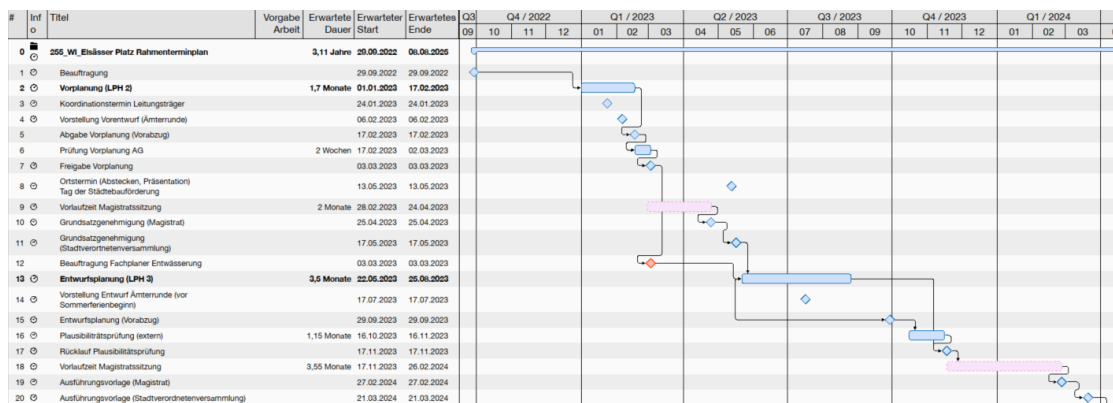 # Info Titel Vorgabe Arbeit Erwartete Dauer Erwarteter Start Erwartetes Ende Q3 Q4 / 2022 Q1 / 2023 Q2 / 2023 Q3 / 2023 Q4 / 2023 Q1 / 2024
09 10 11 12 01 02 03 04 05 06 07 08 09 10 11 12 01 02 03
0 255_WI_Elsässer Platz Rahmenterminplan 3,11 Jahre 29.09.2022 08.08.2025
1 Beauftragung 29.09.2022 29.09.2022
2 Vorplanung (LPH 2) 1,7 Monate 01.01.2023 17.02.2023
3 Koordinationstermin Leitungsträger 24.01.2023 24.01.2023
4 Vorstellung Vorentwurf (Ämterrunde) 06.02.2023 06.02.2023
5 Abgabe Vorplanung (Vorabzug) 17.02.2023 17.02.2023
6 Prüfung Vorplanung AG 2 Wochen 17.02.2023 02.03.2023
7 Freigabe Vorplanung 03.03.2023 03.03.2023
8 Ortstermin (Abstecken, Präsentation) 13.05.2023 13.05.2023
Tag der Städtebauförderung
9 Vorlaufzeit Magistratssitzung 2 Monate 28.02.2023 24.04.2023
10 Grundsatzgenehmigung (Magistrat) 25.04.2023 25.04.2023
11 Grundsatzgenehmigung 17.05.2023 17.05.2023
(Stadtverortnetenversammlung)
12 Beauftragung Fachplaner Entwässerung 03.03.2023 03.03.2023
13 Entwurfsplanung (LPH 3) 3,5 Monate 22.05.2023 25.08.2023
14 Vorstellung Entwurf Ämterrunde (vor 17.07.2023 17.07.2023
Sommerferienbeginn)
15 Entwurfsplanung (Vorabzug) 29.09.2023 29.09.2023
16 Plausibiliträtsprüfung (extern) 1,15 Monate 16.10.2023 16.11.2023
17 Rücklauf Plausibilitätsprüfung 17.11.2023 17.11.2023
18 Vorlaufzeit Magistratssitzung 3,55 Monate 17.11.2023 26.02.2024
19 Ausführungsvorlage (Magistrat) 27.02.2024 27.02.2024
20 Ausführungsvorlage (Stadtverordnetenversammlung) 21.03.2024 21.03.2024